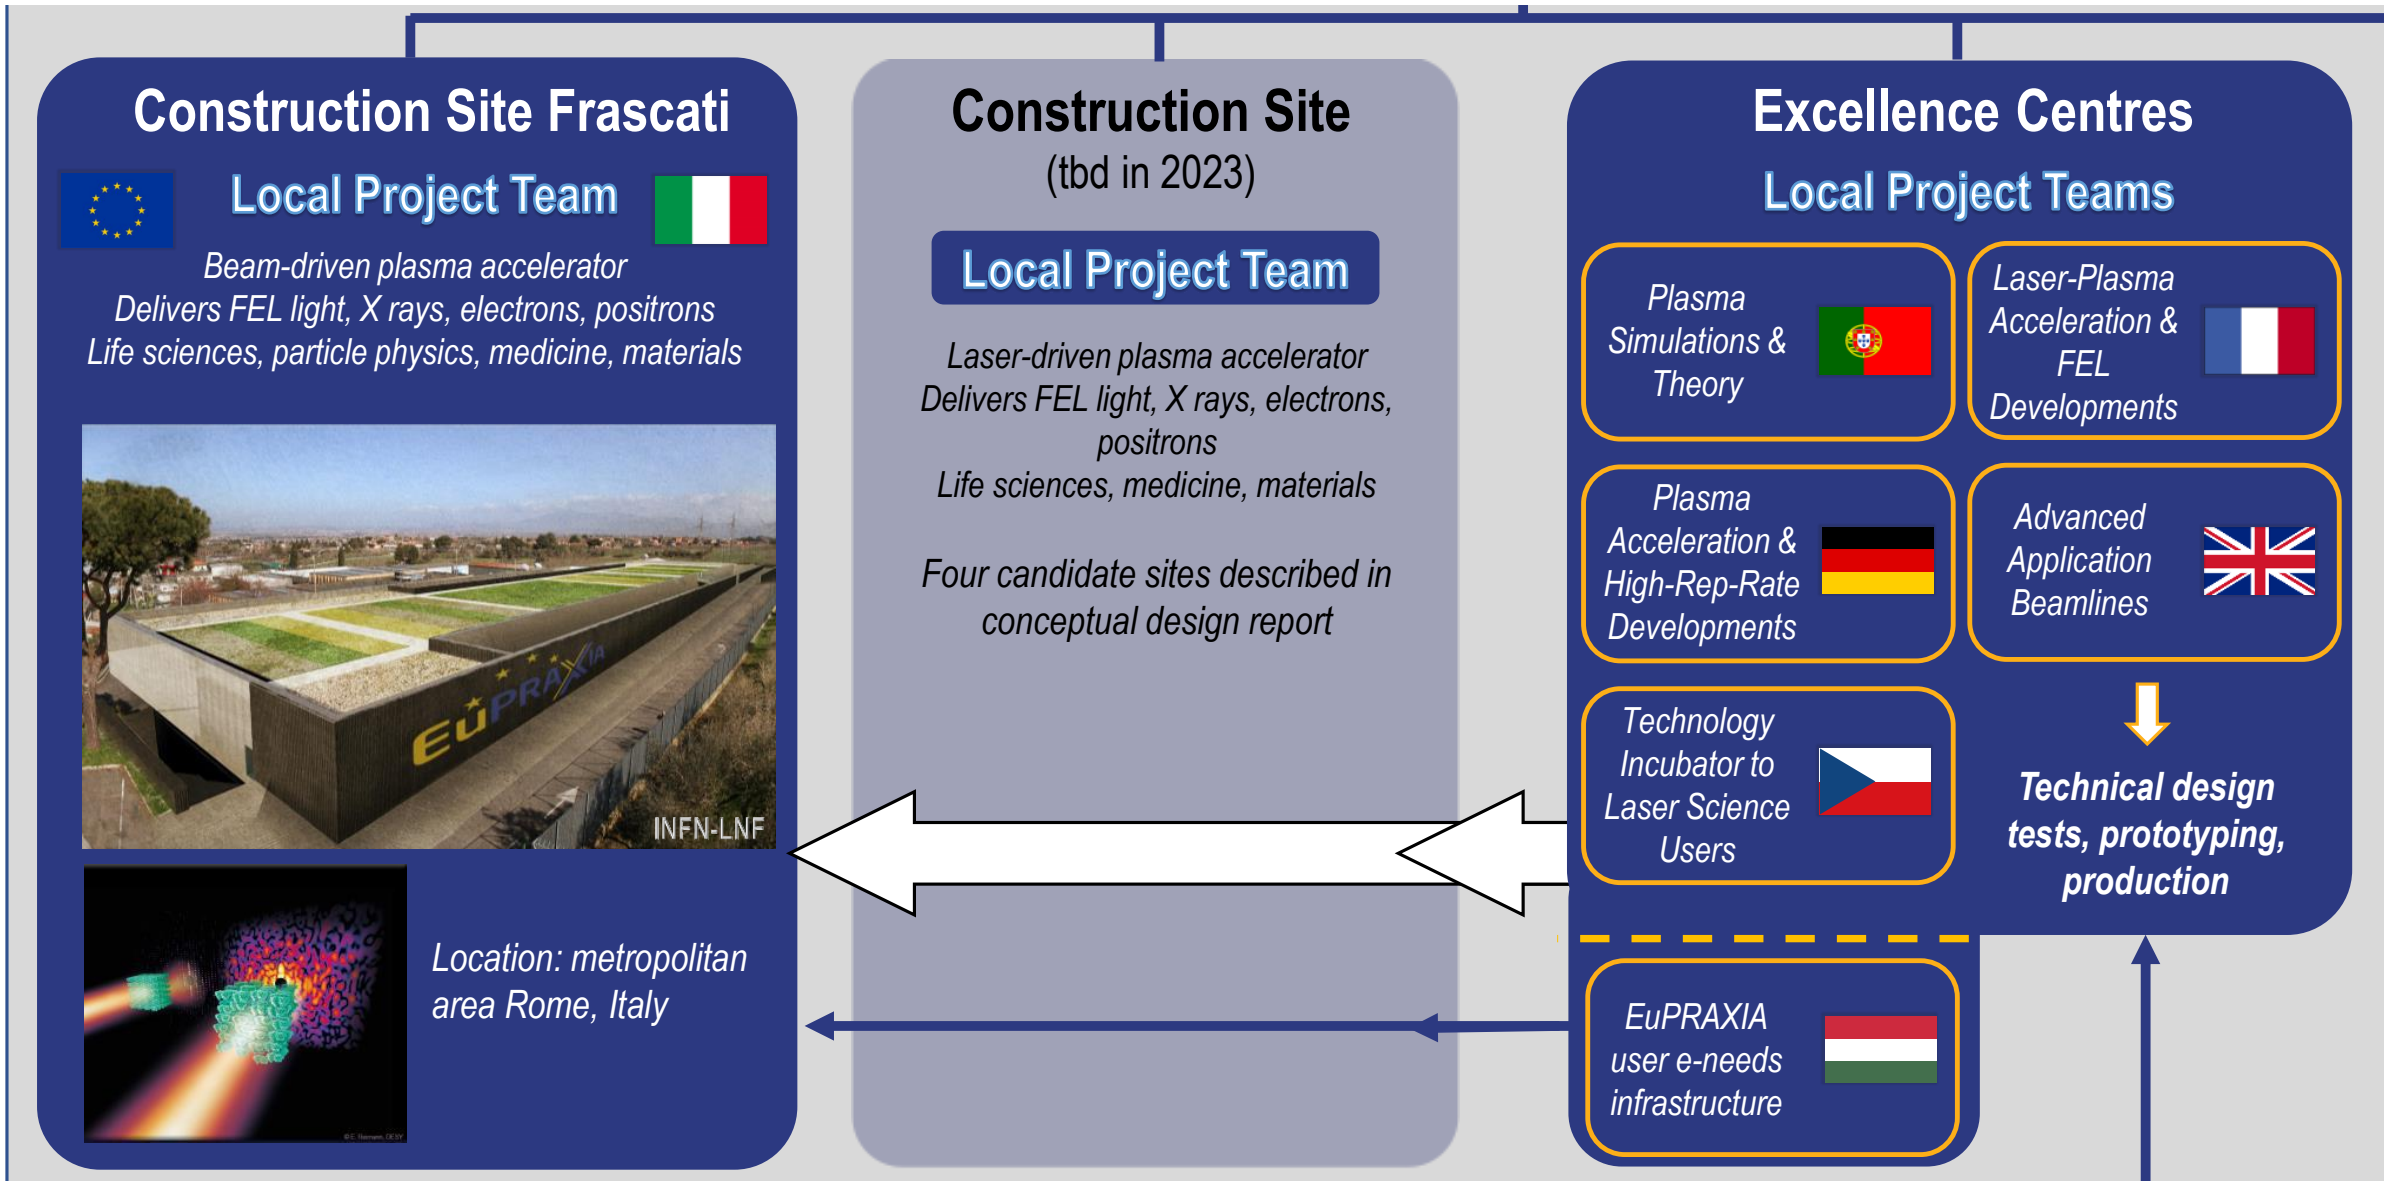 Construction Site Frascati
Local Project Team
Beam-driven plasma accelerator
Delivers FEL light, X rays, electrons, positrons
Life sciences, particle physics, medicine, materials
EuPRAXIA
INFN-LNF
© E. Neumann, DESY
Location: metropolitan
area Rome, Italy
Construction Site
(tbd in 2023)
Local Project Team
Laser-driven plasma accelerator
Delivers FEL light, X rays, electrons,
positrons
Life sciences, medicine, materials
Four candidate sites described in
conceptual design report
Excellence Centres
Local Project Teams
Plasma
Simulations &
Theory
Laser-Plasma
Acceleration &
FEL
Developments
Plasma
Acceleration &
High-Rep-Rate
Developments
Advanced
Application
Beamlines
Technology
Incubator to
Laser Science
Users
Technical design
tests, prototyping,
production
EuPRAXIA
user e-needs
infrastructure